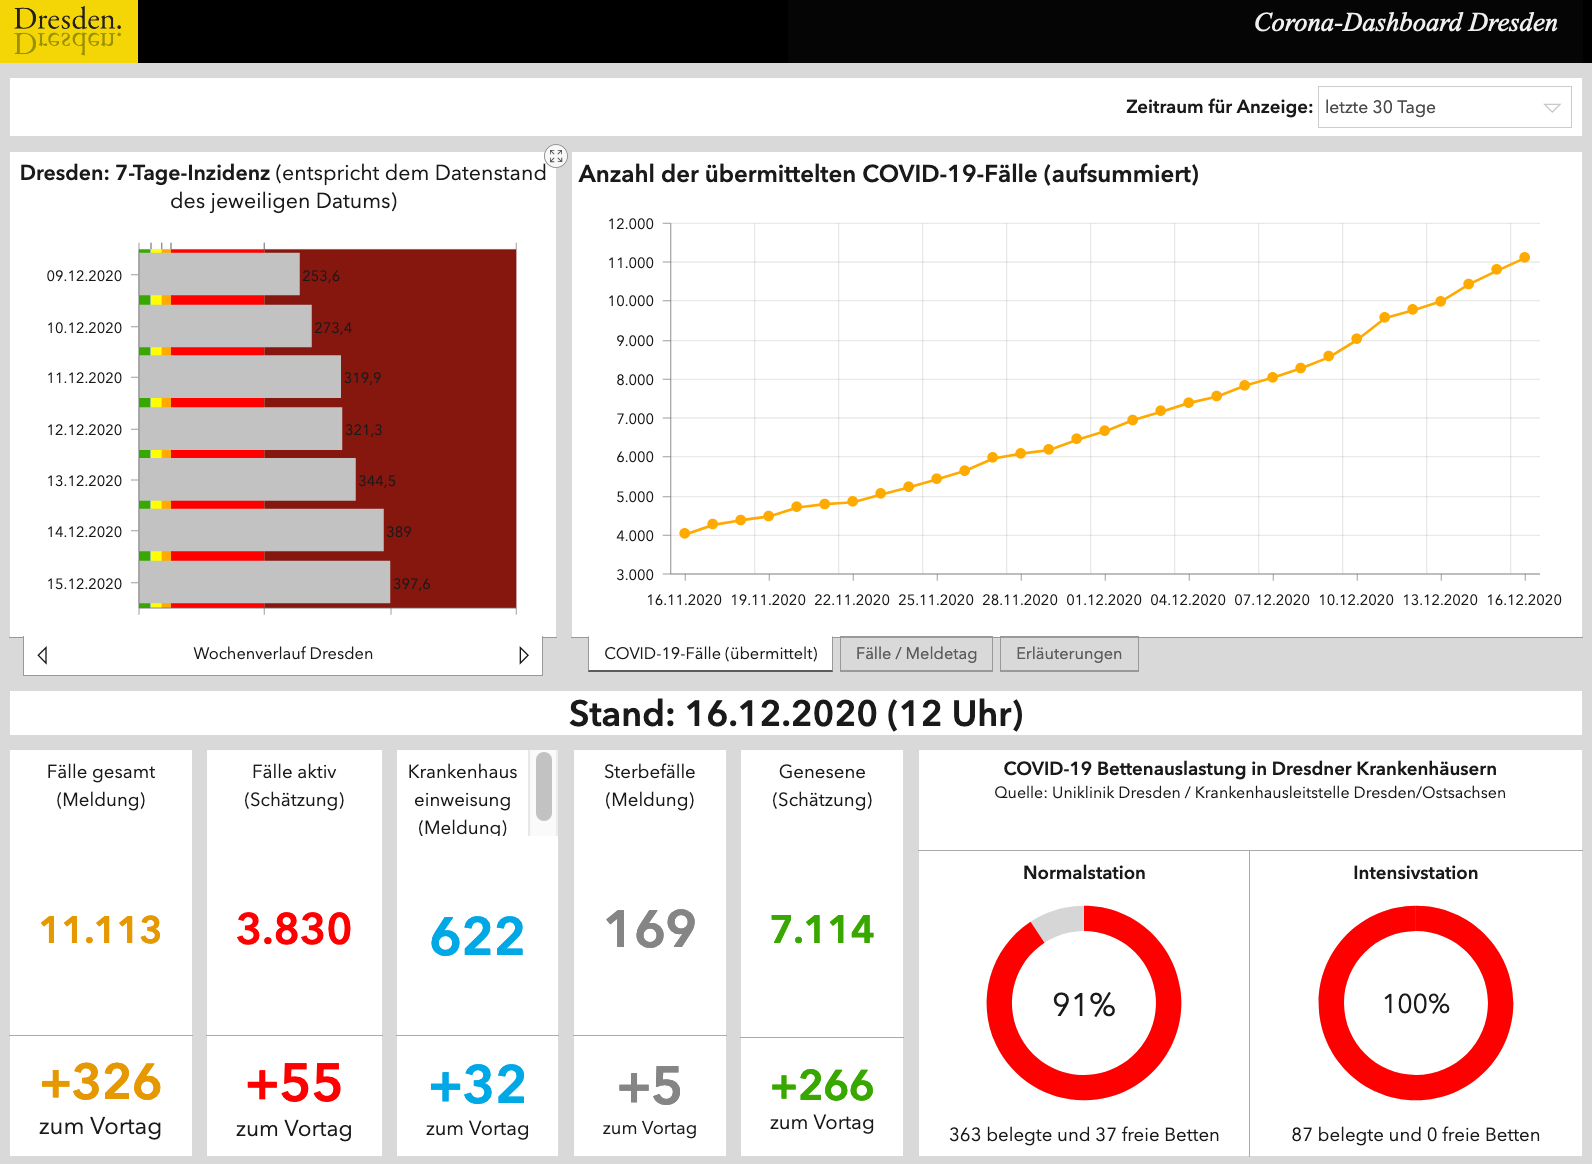 Dresden.
Corona-Dashboard Dresden
Zeitraum für Anzeige: letzte 30 Tage
Dresden: 7-Tage-Inzidenz (entspricht dem Datenstand
des jeweiligen Datums)
09.12.2020 253,6
10.12.2020 273,4
11.12.2020 319,9
12.12.2020 321,3
13.12.2020 344,5
14.12.2020 389
15.12.2020 397,6
Wochenverlauf Dresden
Anzahl der übermittelten COVID-19-Fälle (aufsummiert)
12.000
11.000
10.000
9.000
8.000
7.000
6.000
5.000
4.000
3.000
16.11.2020 19.11.2020 22.11.2020 25.11.2020 28.11.2020 01.12.2020 04.12.2020 07.12.2020 10.12.2020 13.12.2020 16.12.2020
COVID-19-Fälle (übermittelt) Fälle / Meldetag Erläuterungen
Stand: 16.12.2020 (12 Uhr)
Fälle gesamt
(Meldung)
11.113
+326
zum Vortag
Fälle aktiv
(Schätzung)
3.830
+55
zum Vortag
Krankenhaus
einweisung
(Meldung)
622
+32
zum Vortag
Sterbefälle
(Meldung)
169
+5
zum Vortag
Genesene
(Schätzung)
7.114
+266
zum Vortag
COVID-19 Bettenauslastung in Dresdner Krankenhäusern
Quelle: Uniklinik Dresden / Krankenhausleitstelle Dresden/Ostsachsen
Normalstation
91%
363 belegte und 37 freie Betten
Intensivstation
100%
87 belegte und 0 freie Betten